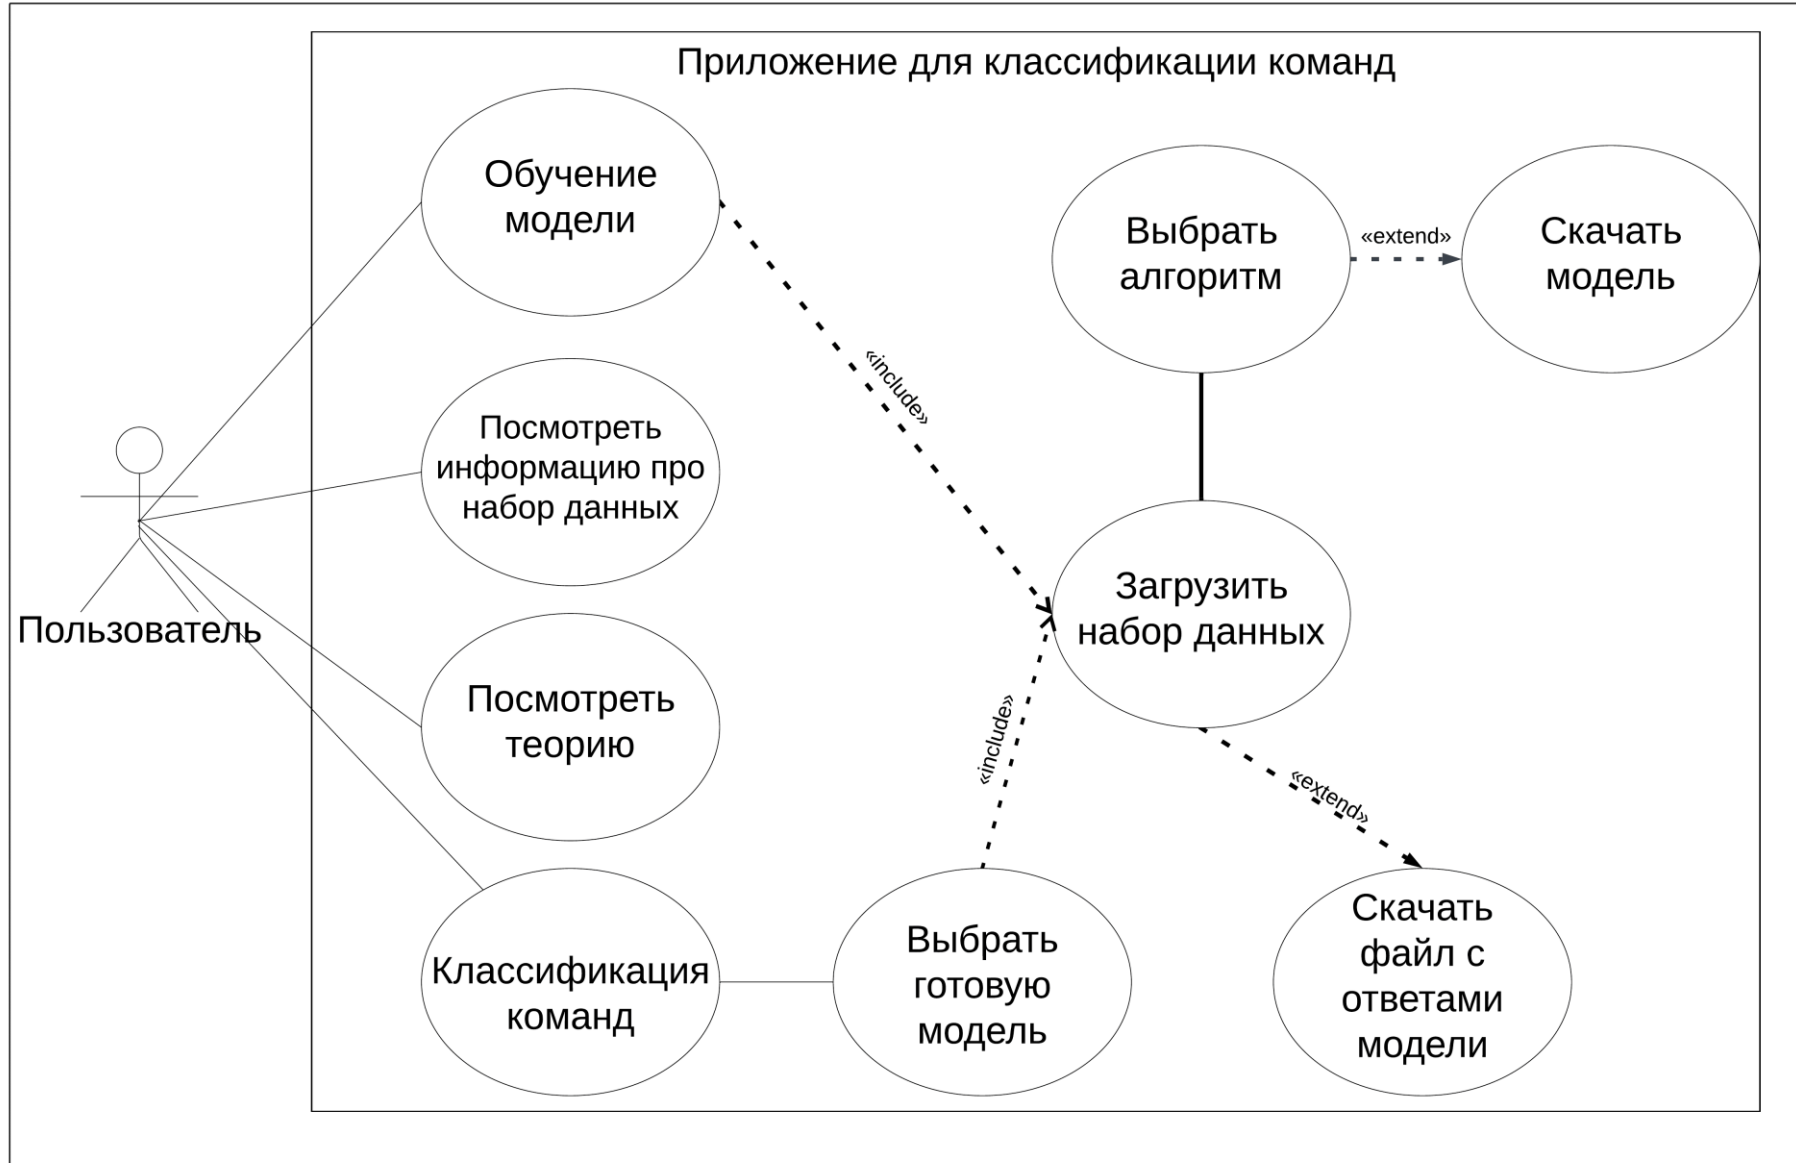 Приложение для классификации команд
Обучение
модели
Выбрать
алгоритм
«extend»
Скачать
модель
«include»
Посмотреть
информацию про
набор данных
Пользователь
Загрузить
набор данных
Посмотреть
теорию
«include»
«extend»
Классификация
команд
Выбрать
готовую
модель
Скачать
файл с
ответами
модели